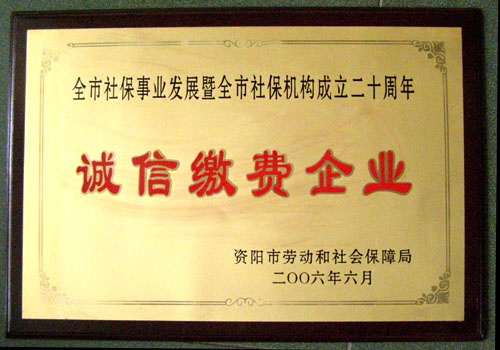 全市社保事业发展暨全市社保机构成立二十周年
诚信缴费企业
资阳市劳动和社会保障局
二〇〇六年六月